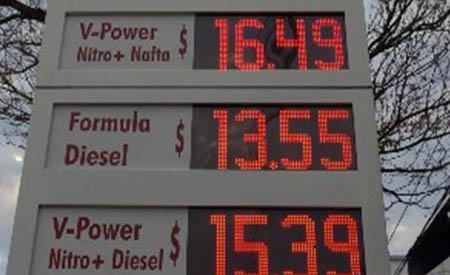 V-Power
Nitro+ Nafta $ 16.49
Formula
Diesel $ 13.55
V-Power
Nitro+ Diesel $ 15.39